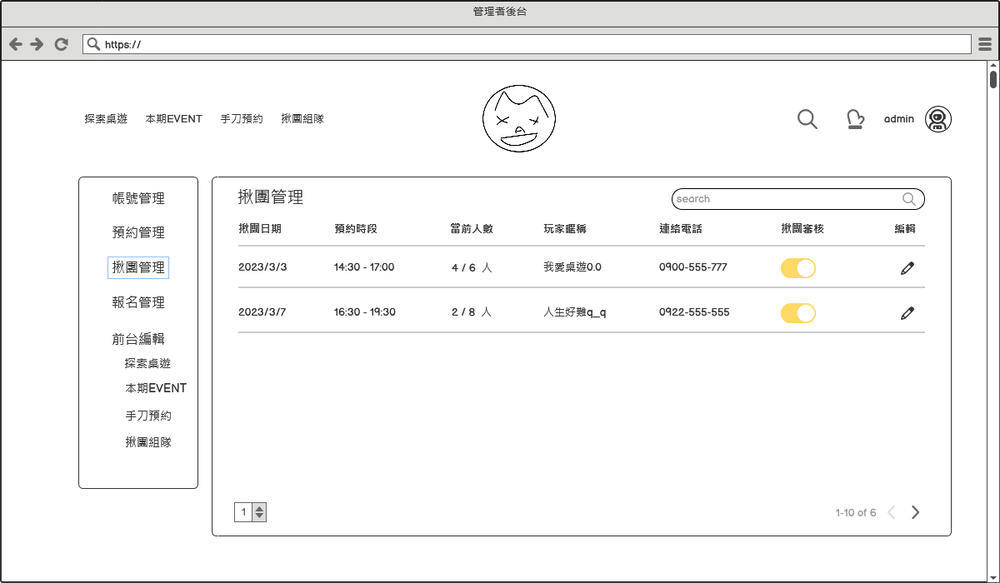 管理者後台
https://
探索桌遊 本期EVENT 手刀預約 揪團組隊
admin
帳號管理
預約管理
揪團管理
報名管理
前台編輯
探索桌遊
本期EVENT
手刀預約
揪團組隊
揪團管理
search
揪團日期 預約時段 當前人數 玩家暱稱 連絡電話 揪團審核 編輯
2023/3/3 14:30 - 17:00 4 / 6 人 我愛桌遊0.0 0900-555-777
2023/3/7 16:30 - 19:30 2 / 8 人 人生好難q_q 0922-555-555
1
1-10 of 6